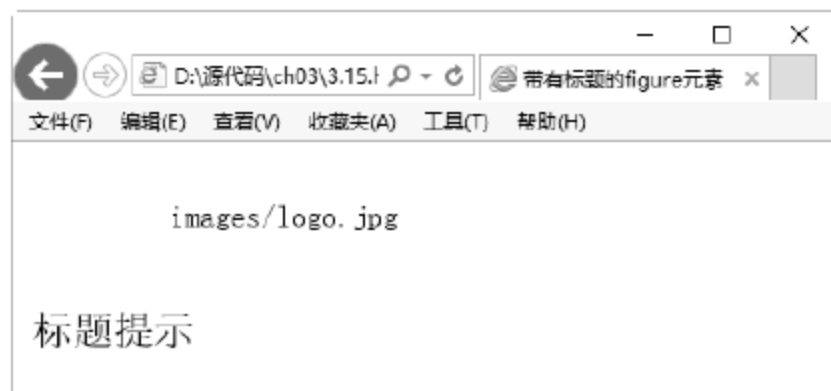 D:\源代码\ch03\3.15.h
带有标题的figure元素
文件(F) 编辑(E) 查看(V) 收藏夹(A) 工具(T) 帮助(H)
images/logo.jpg
标题提示